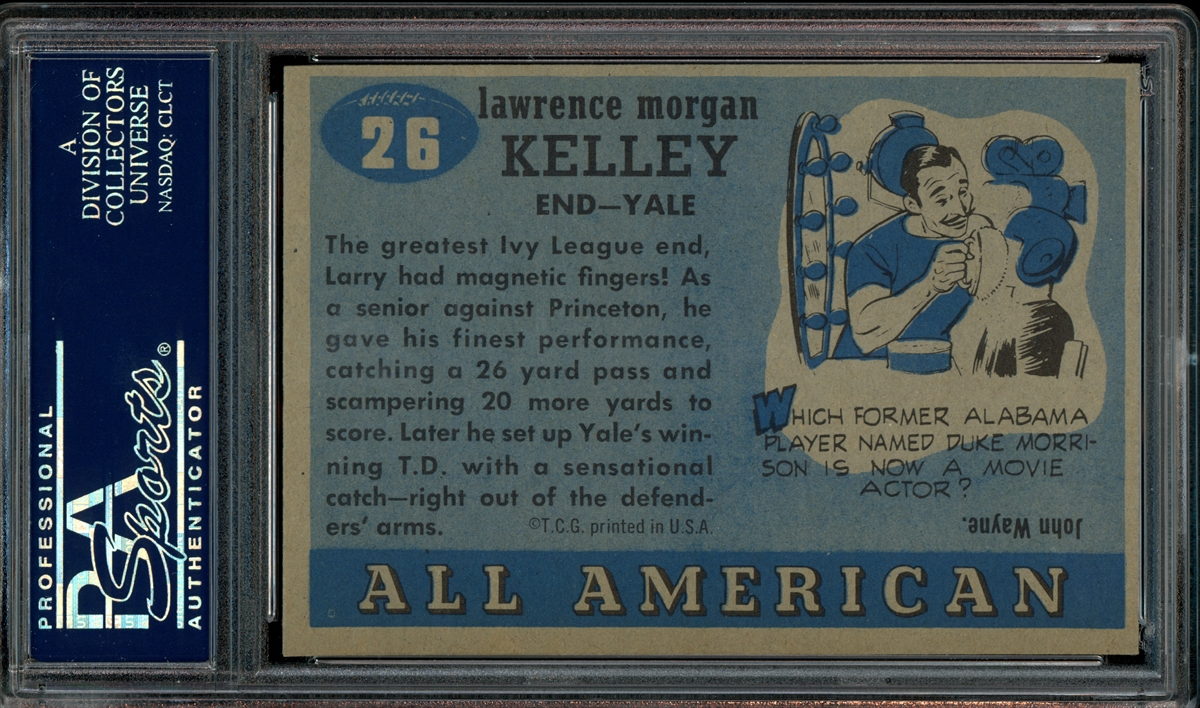 A
DIVISION OF
COLLECTORS
UNIVERSE
NASDAQ: CLCT
PROFESSIONAL
PSA
Sports®
AUTHENTICATOR
26
lawrence morgan
KELLEY
END—YALE
The greatest Ivy League end,
Larry had magnetic fingers! As
a senior against Princeton, he
gave his finest performance,
catching a 26 yard pass and
scampering 20 more yards to
score. Later he set up Yale's win-
ning T.D. with a sensational
catch—right out of the defend-
ers' arms.
©T.C.G. printed in U.S.A.
WHICH FORMER ALABAMA
PLAYER NAMED DUKE MORRI-
SON IS NOW A MOVIE
ACTOR?
John Wayne.
ALL AMERICAN